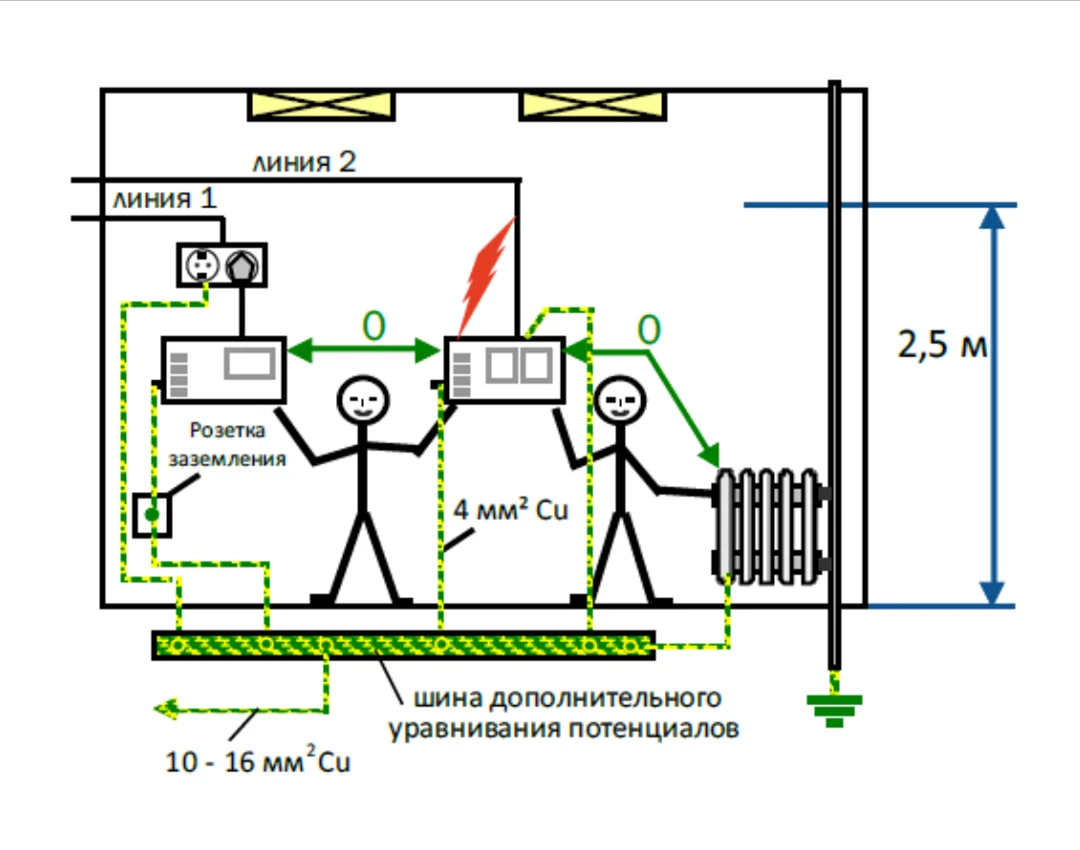 линия 2
линия 1
0
0
2,5 м
Розетка
заземления
4 мм² Cu
шина дополнительного
уравнивания потенциалов
10 - 16 мм²Cu